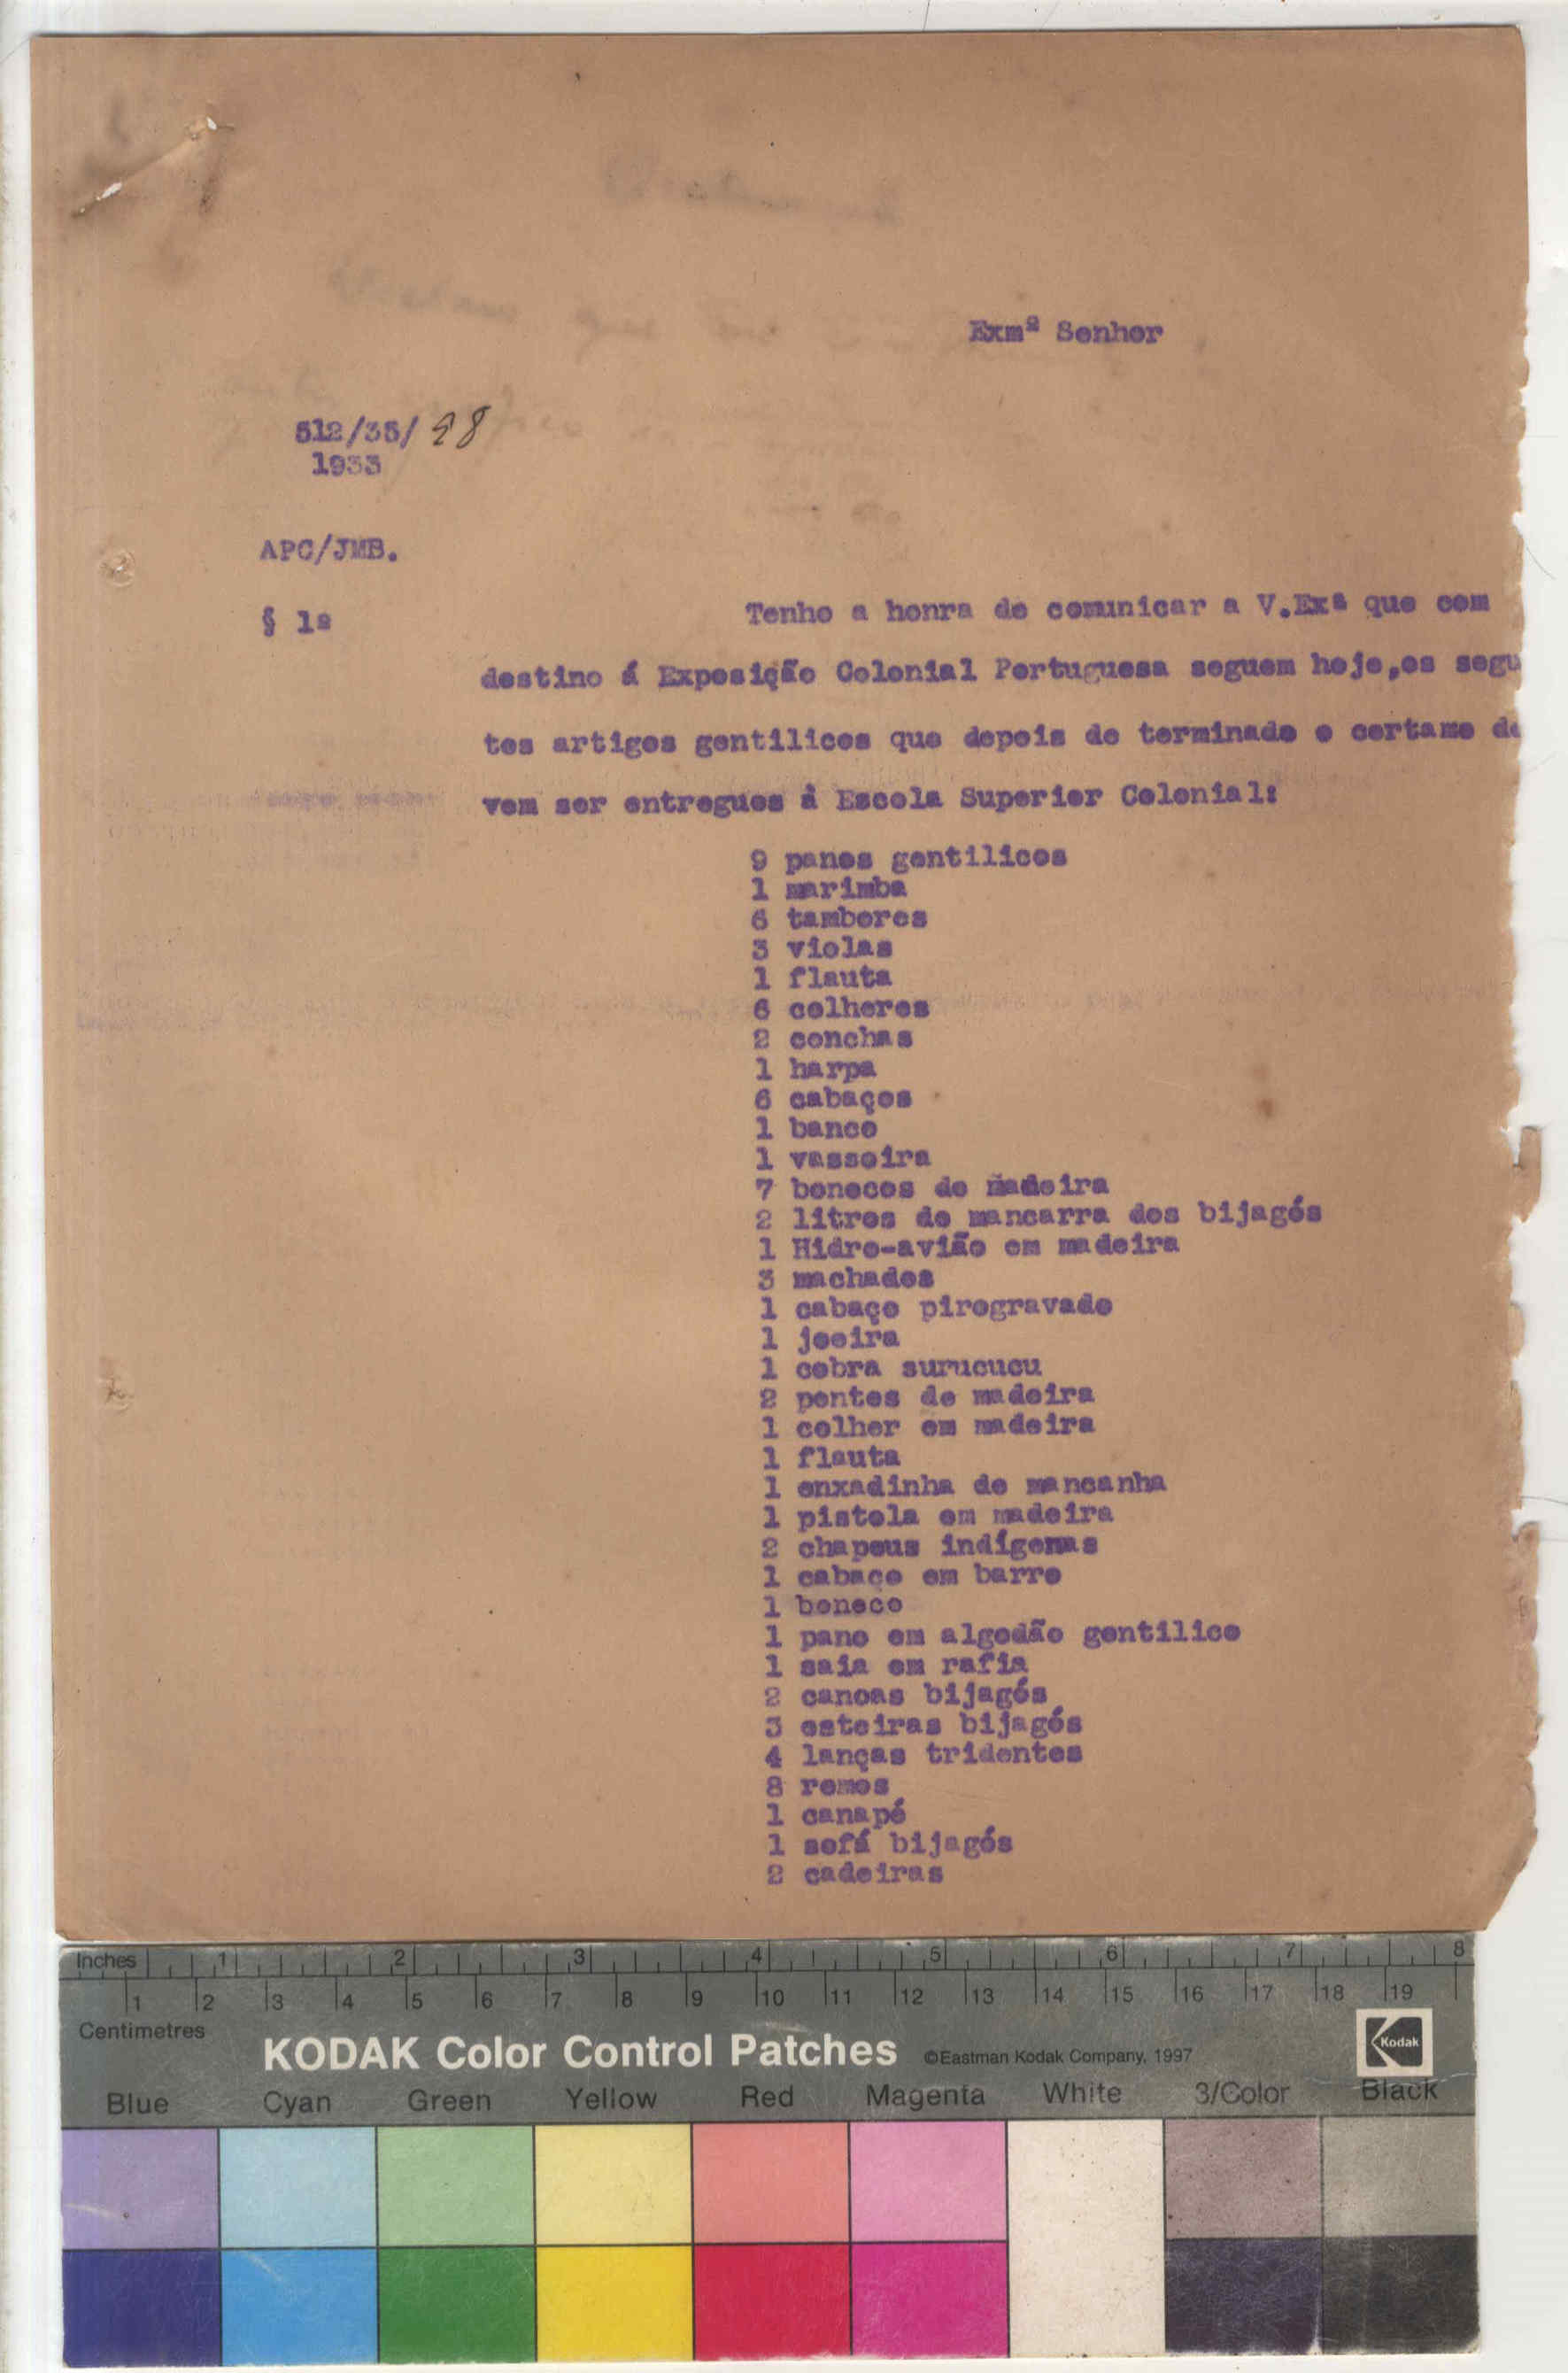 Exmº Senhor
512/35/98
1933
APC/JMB.
§ 1º
Tenho a honra de comunicar a V.Exª que com
destino á Exposição Colonial Portuguesa seguem hoje,os segu
tes artigos gentilicos que depois de terminado o certame de
vem ser entregues à Escola Superior Colonial:
9 panos gentilicos
1 marimba
6 tambores
3 violas
1 flauta
6 colheres
2 conchas
1 harpa
6 cabaços
1 banco
1 vassoira
7 bonecos de madeira
2 litros de mancarra dos bijagós
1 Hidro-avião em madeira
3 machados
1 cabaço pirogravado
1 joeira
1 cobra surucucu
2 pentes de madeira
1 colher em madeira
1 flauta
1 enxadinha de mancanha
1 pistola em madeira
2 chapeus indígenas
1 cabaço em barro
1 boneco
1 pano em algodão gentilico
1 saia em rafia
2 canoas bijagós
3 esteiras bijagós
4 lanças tridentes
8 remos
1 canapé
1 sofá bijagós
2 cadeiras
Inches 1 2 3 4 5 6 7 8
1 2 3 4 5 6 7 8 9 10 11 12 13 14 15 16 17 18 19
Centimetres
KODAK Color Control Patches ©Eastman Kodak Company, 1997 Kodak
Blue Cyan Green Yellow Red Magenta White 3/Color Black